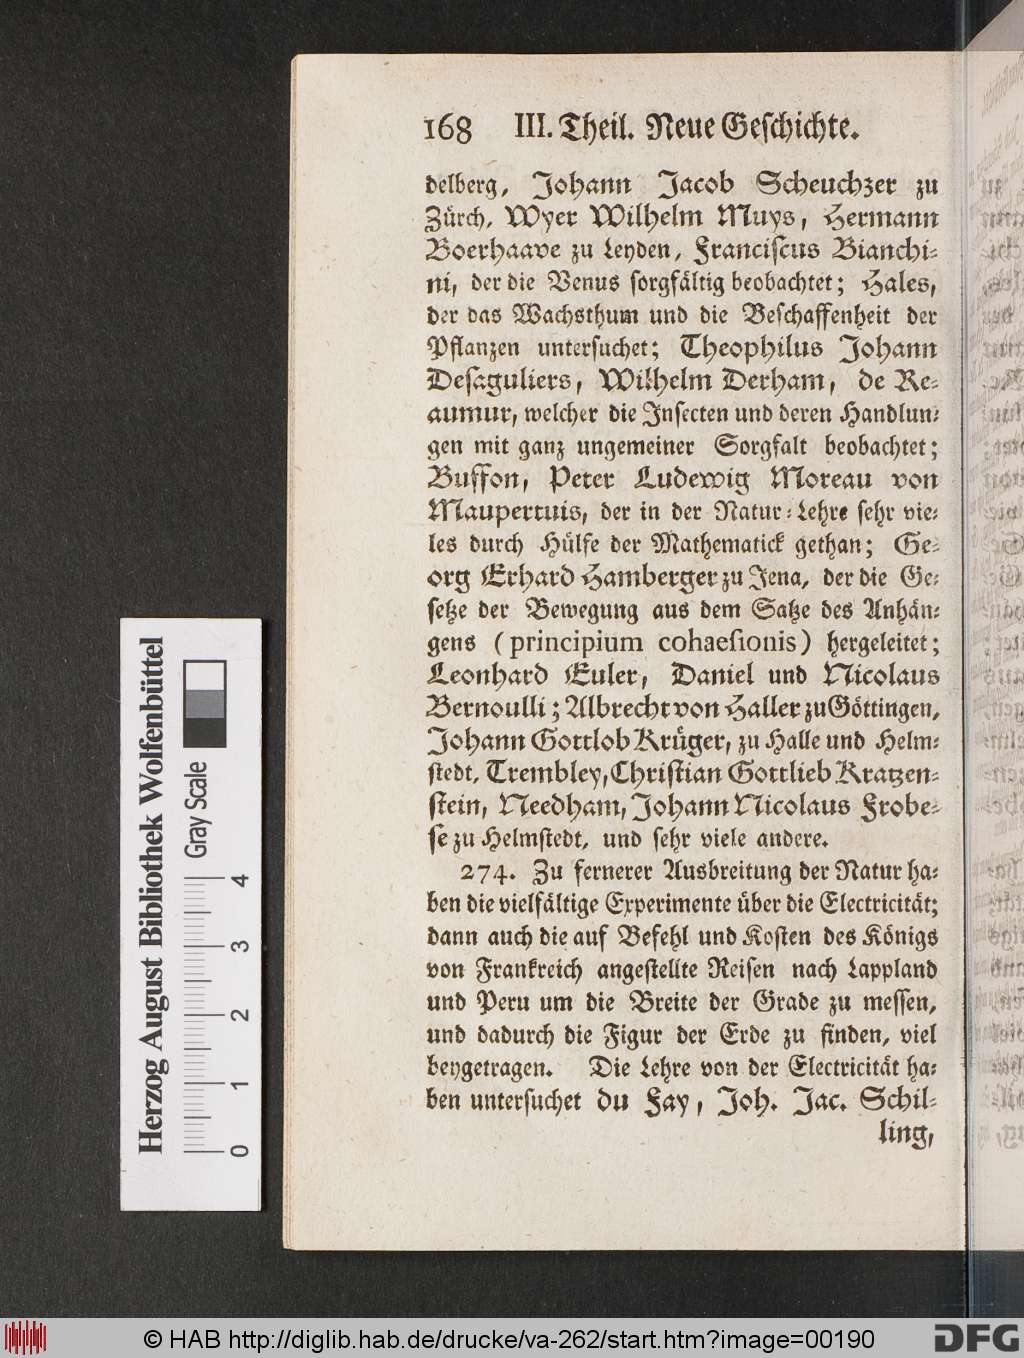 168 III. Theil. Neue Geschichte.
delberg, Johann Jacob Scheuchzer zu
Zürch, Wyer Wilhelm Muys, Hermann
Boerhaave zu Leyden, Franciscus Bianchi-
ni, der die Venus sorgfältig beobachtet; Hales,
der das Wachsthum und die Beschaffenheit der
Pflanzen untersuchet; Theophilus Johann
Desaguliers, Wilhelm Derham, de Re-
aumur, welcher die Insecten und deren Handlun-
gen mit ganz ungemeiner Sorgfalt beobachtet;
Buffon, Peter Ludewig Moreau von
Maupertuis, der in der Natur-Lehre sehr vie-
les durch Hülfe der Mathematick gethan; Ge-
org Erhard Hamberger zu Jena, der die Ge-
setze der Bewegung aus dem Satze des Anhän-
gens (principium cohaesionis) hergeleitet;
Leonhard Euler, Daniel und Nicolaus
Bernoulli; Albrecht von Haller zu Göttingen,
Johann Gottlob Krüger, zu Halle und Helm-
stedt, Trembley, Christian Gottlieb Kratzen-
stein, Needham, Johann Nicolaus Frobe-
se zu Helmstedt, und sehr viele andere.
274. Zu fernerer Ausbreitung der Natur ha-
ben die vielfältige Experimente über die Electricität;
dann auch die auf Befehl und Kosten des Königs
von Frankreich angestellte Reisen nach Lappland
und Peru um die Breite der Grade zu messen,
und dadurch die Figur der Erde zu finden, viel
beygetragen. Die Lehre von der Electricität ha-
ben untersuchet du Fay, Joh. Jac. Schil-
ling,
Herzog August Bibliothek Wolfenbüttel
Gray Scale
0 1 2 3 4
© HAB http://diglib.hab.de/drucke/va-262/start.htm?image=00190
DFG